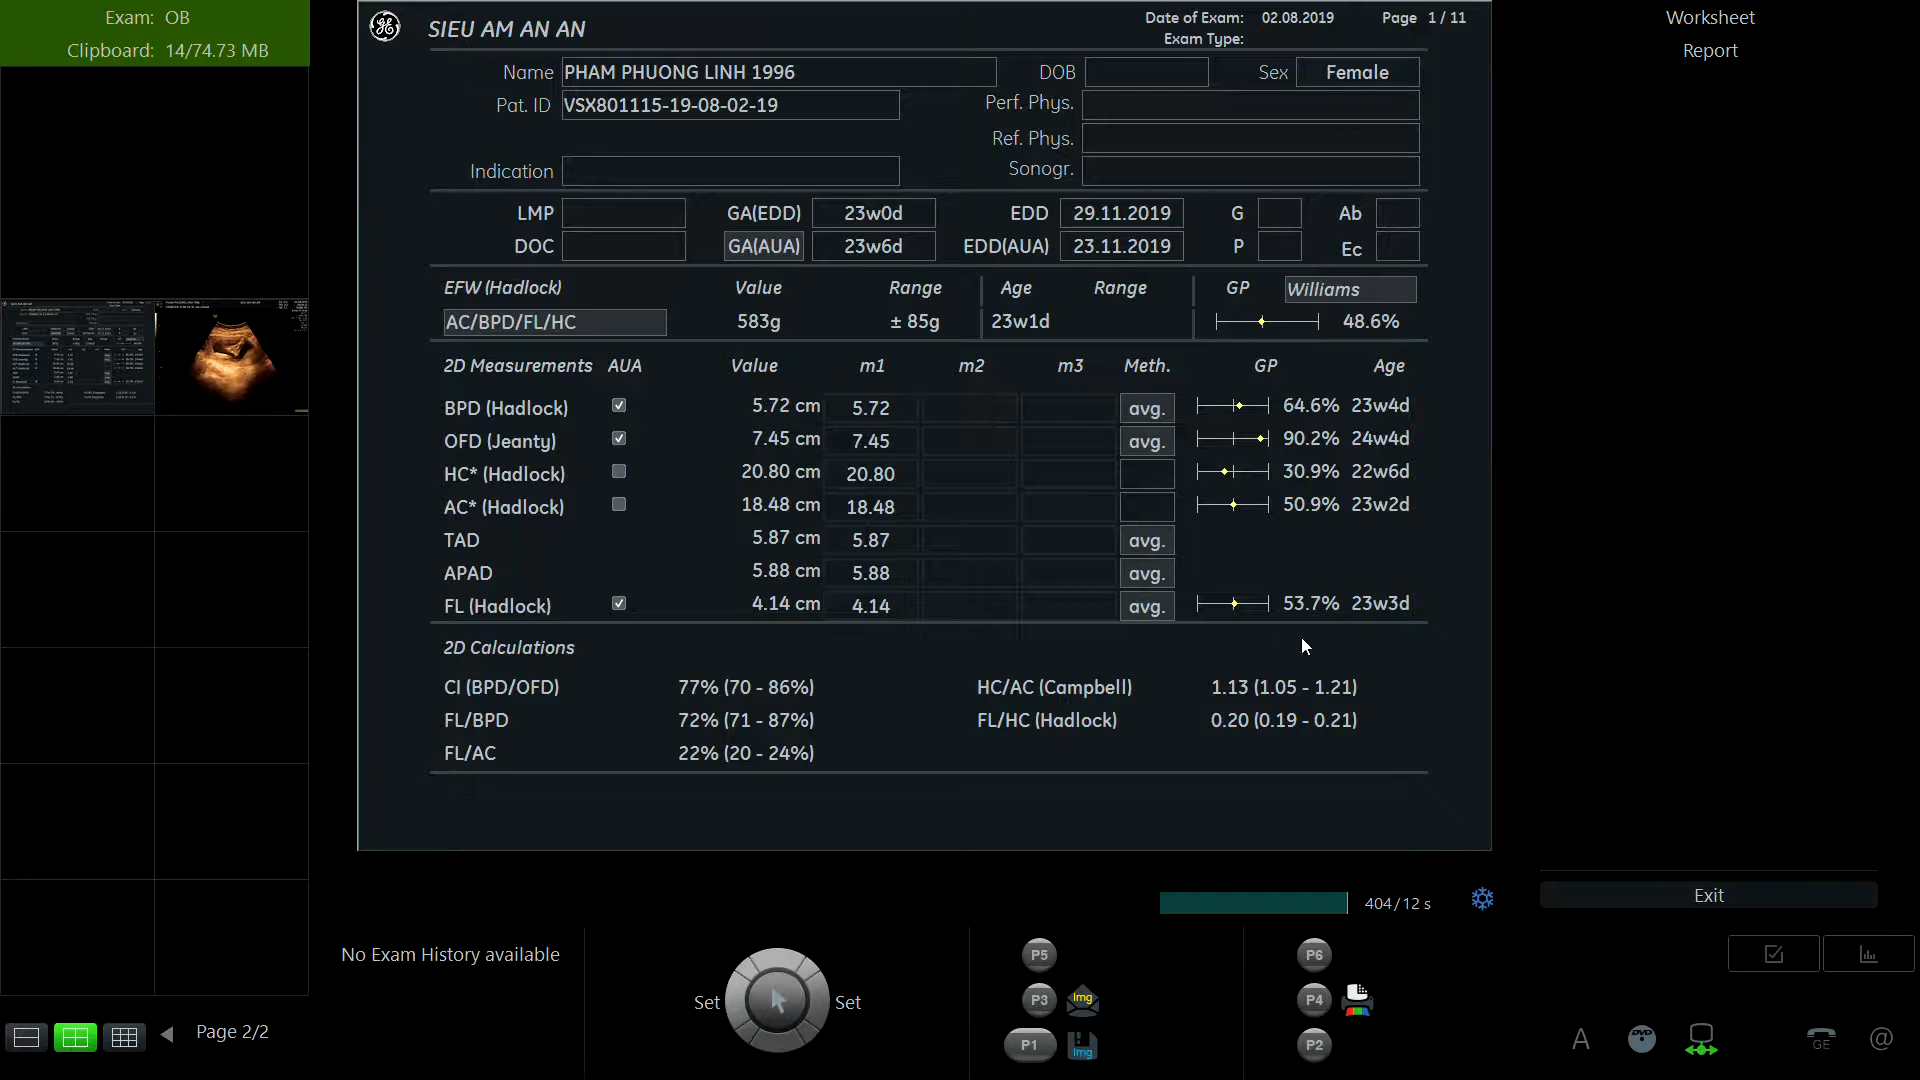 Exam: OB
Clipboard: 14/74.73 MB
SIEU AM AN AN
Date of Exam: 02.08.2019 Page 1 / 11
Exam Type:
Name PHAM PHUONG LINH 1996 DOB Sex Female
Pat. ID VSX801115-19-08-02-19 Perf. Phys.
Ref. Phys.
Indication Sonogr.
LMP GA(EDD) 23w0d EDD 29.11.2019 G Ab
DOC GA(AUA) 23w6d EDD(AUA) 23.11.2019 P Ec
EFW (Hadlock) Value Range Age Range GP Williams
AC/BPD/FL/HC 583g ± 85g 23w1d 48.6%
2D Measurements AUA Value m1 m2 m3 Meth. GP Age
BPD (Hadlock) 5.72 cm 5.72 avg. 64.6% 23w4d
OFD (Jeanty) 7.45 cm 7.45 avg. 90.2% 24w4d
HC* (Hadlock) 20.80 cm 20.80 30.9% 22w6d
AC* (Hadlock) 18.48 cm 18.48 50.9% 23w2d
TAD 5.87 cm 5.87 avg.
APAD 5.88 cm 5.88 avg.
FL (Hadlock) 4.14 cm 4.14 avg. 53.7% 23w3d
2D Calculations
CI (BPD/OFD) 77% (70 - 86%) HC/AC (Campbell) 1.13 (1.05 - 1.21)
FL/BPD 72% (71 - 87%) FL/HC (Hadlock) 0.20 (0.19 - 0.21)
FL/AC 22% (20 - 24%)
Worksheet
Report
404/12 s
Exit
No Exam History available
Set Set
P5
P3 Img
P1 Img
P6
P4
P2
A DVD GE @
Page 2/2